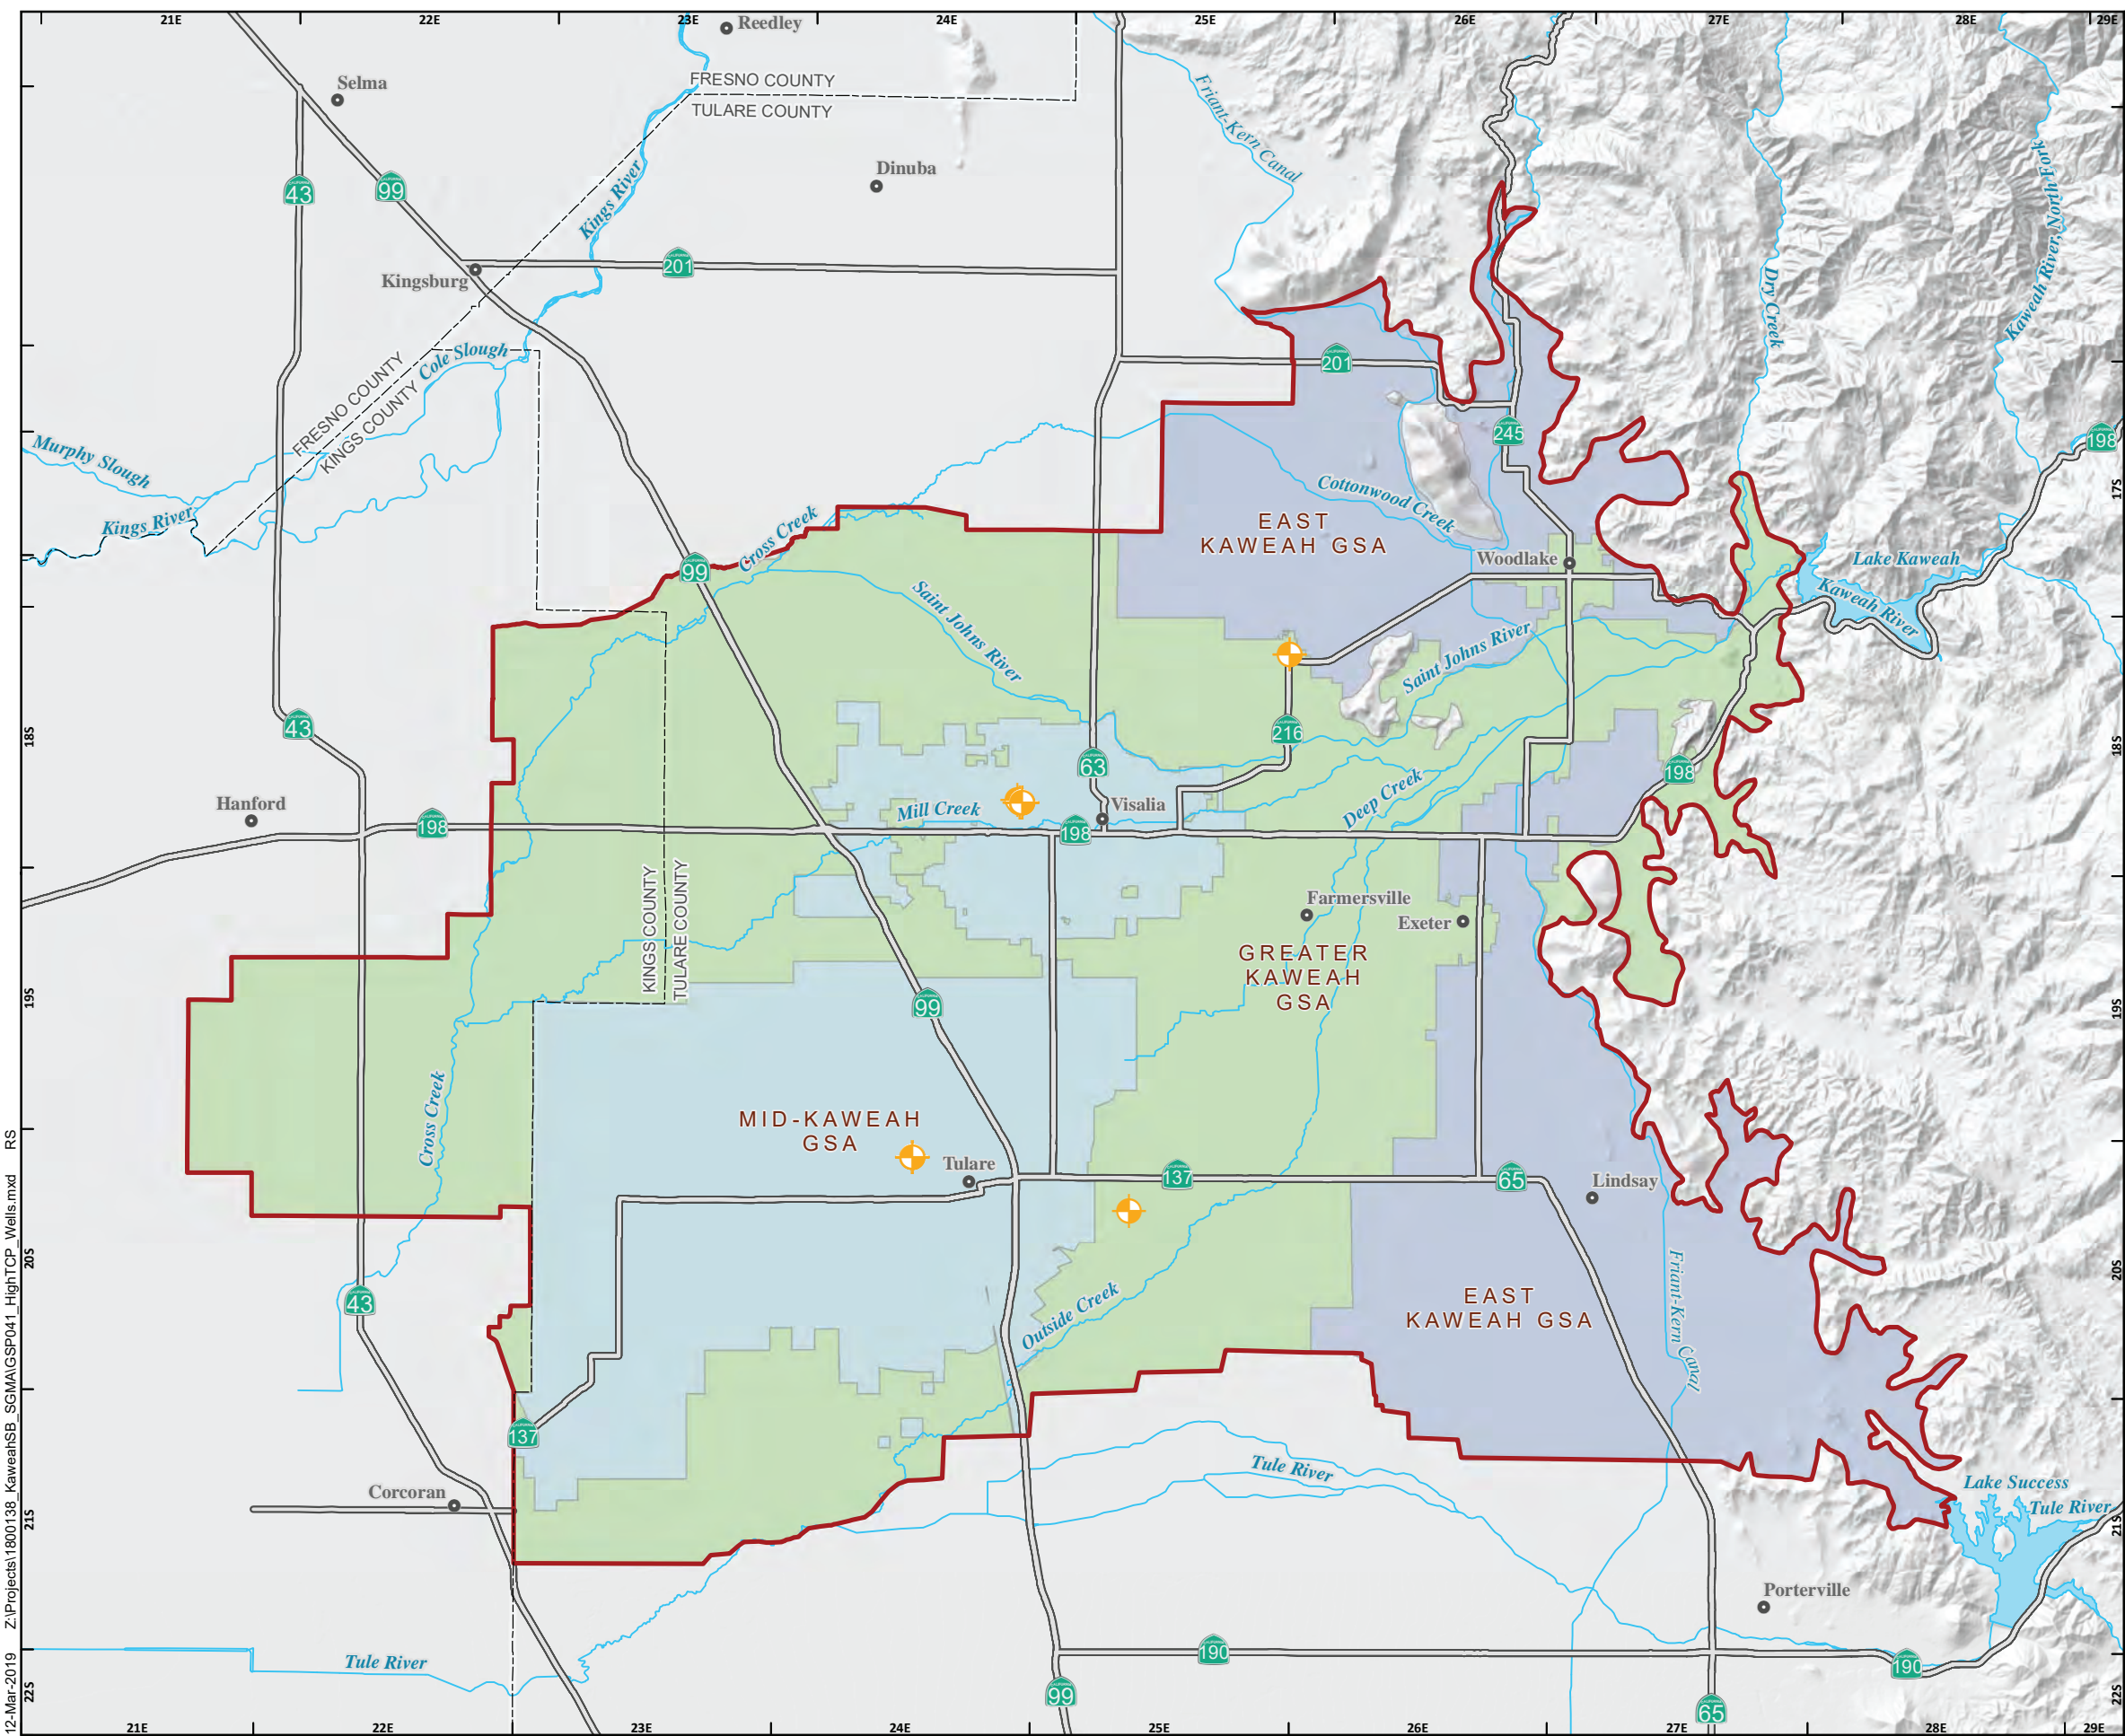 21E
22E
23E
24E
25E
26E
27E
28E
29E
Reedley
Selma
FRESNO COUNTY
TULARE COUNTY
Friant-Kern Canal
Dinuba
43
99
Kings River
Kaweah River, North Fork
Kingsburg
201
Dry Creek
FRESNO COUNTY
KINGS COUNTY
Cole Slough
201
245
198
Murphy Slough
Kings River
17S
Cottonwood Creek
EAST
KAWEAH GSA
Cross Creek
99
Woodlake
Lake Kaweah
Kaweah River
Saint Johns River
Saint Johns River
18S
43
216
18S
63
198
Hanford
198
Mill Creek
Visalia
198
Deep Creek
KINGS COUNTY
TULARE COUNTY
Farmersville
Exeter
GREATER
KAWEAH
GSA
19S
99
19S
Cross Creek
MID-KAWEAH
GSA
Tulare
137
65
Lindsay
20S
43
Outside Creek
EAST
KAWEAH GSA
Friant-Kern Canal
20S
137
Tule River
Corcoran
Lake Success
Tule River
21S
21S
Porterville
Tule River
190
190
22S
99
65
22S
21E
22E
23E
24E
25E
26E
27E
28E
29E
12-Mar-2019 Z:\Projects\1800138_KaweahSB_SGMA\GSP041_HighTCP_Wells.mxd RS